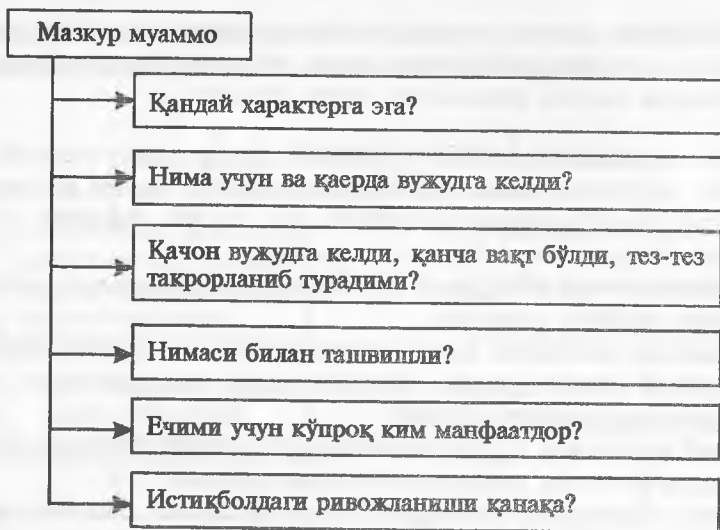 Мазкур муаммо
Қандай характерга эга?
Нима учун ва қаерда вужудга келди?
Қачон вужудга келди, қанча вақт бўлди, тез-тез
такрорланиб турадими?
Нимаси билан ташвишли?
Ечими учун кўпроқ ким манфаатдор?
Истиқболдаги ривожланиши қанақа?